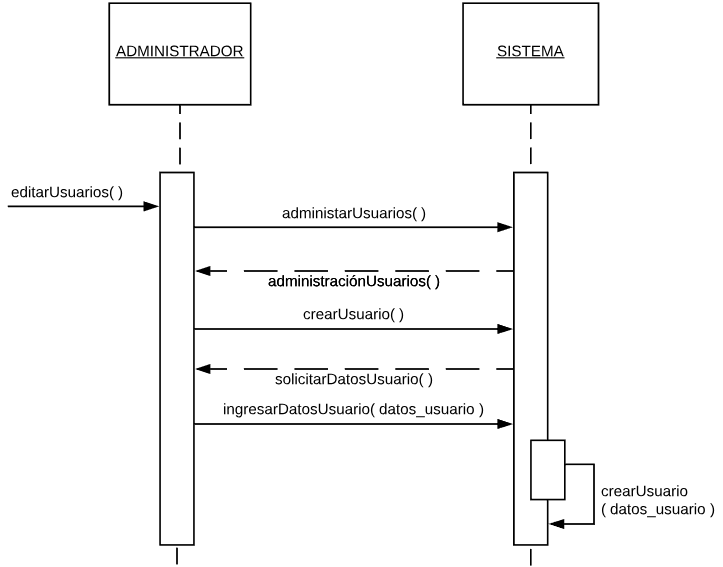 ADMINISTRADOR
SISTEMA
editarUsuarios( )
administarUsuarios( )
administraciónUsuarios( )
crearUsuario( )
solicitarDatosUsuario( )
ingresarDatosUsuario( datos_usuario )
crearUsuario
( datos_usuario )